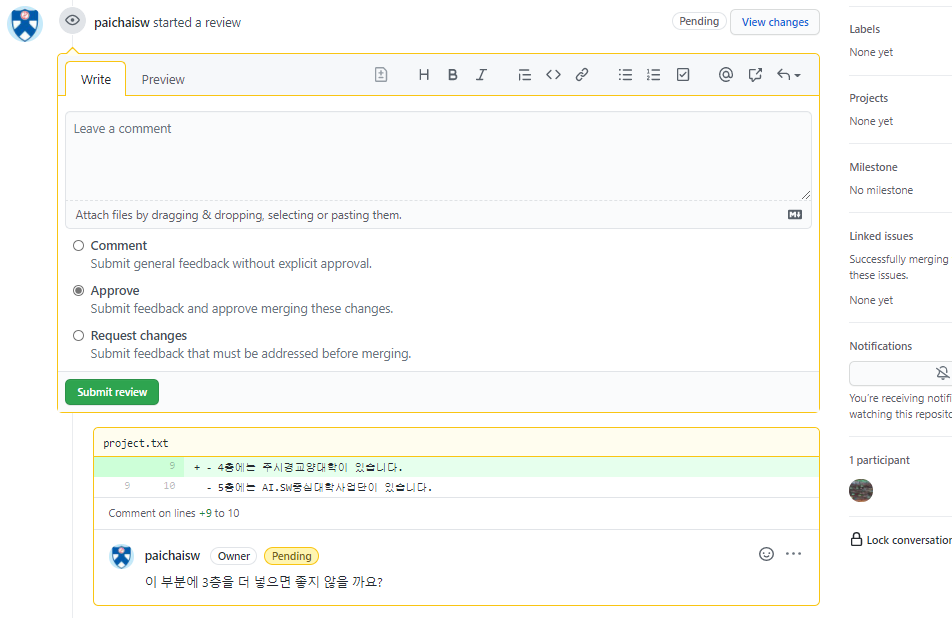 paichaisw started a review
Pending
View changes
Write
Preview
H B I
Leave a comment
Attach files by dragging & dropping, selecting or pasting them.
Comment
Submit general feedback without explicit approval.
Approve
Submit feedback and approve merging these changes.
Request changes
Submit feedback that must be addressed before merging.
Submit review
project.txt
9 + - 4층에는 주시경교양대학이 있습니다.
9 10 - 5층에는 AI.SW중심대학사업단이 있습니다.
Comment on lines +9 to 10
paichaisw Owner Pending
이 부분에 3층을 더 넣으면 좋지 않을 까요?
Labels
None yet
Projects
None yet
Milestone
No milestone
Linked issues
Successfully merging
these issues.
None yet
Notifications
You're receiving notifi
watching this reposito
1 participant
Lock conversation